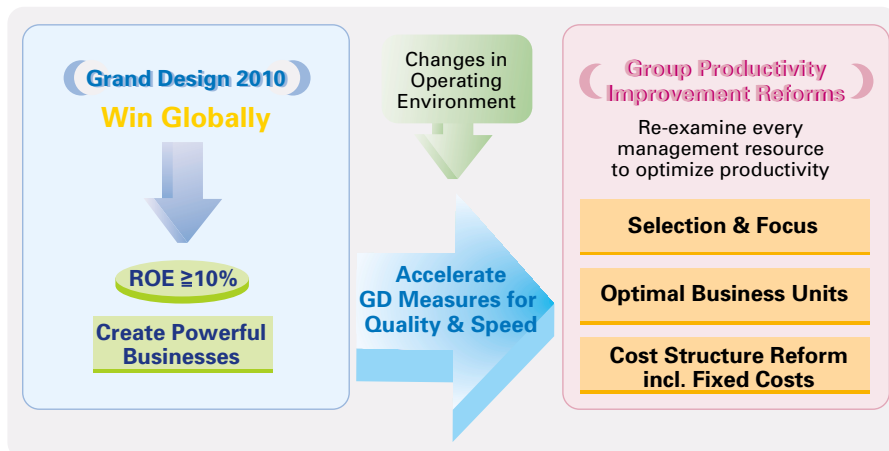 Grand Design 2010
Win Globally
ROE ≧10%
Create Powerful
Businesses
Changes in
Operating
Environment
Accelerate
GD Measures for
Quality & Speed
Group Productivity
Improvement Reforms
Re-examine every
management resource
to optimize productivity
Selection & Focus
Optimal Business Units
Cost Structure Reform
incl. Fixed Costs